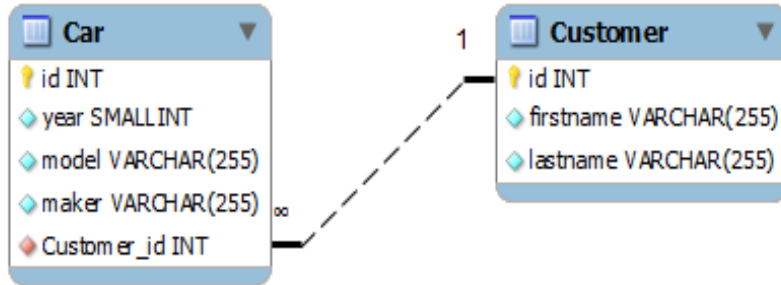 Car
id INT
year SMALLINT
model VARCHAR(255)
maker VARCHAR(255)
Customer_id INT
∞
1
Customer
id INT
firstname VARCHAR(255)
lastname VARCHAR(255)